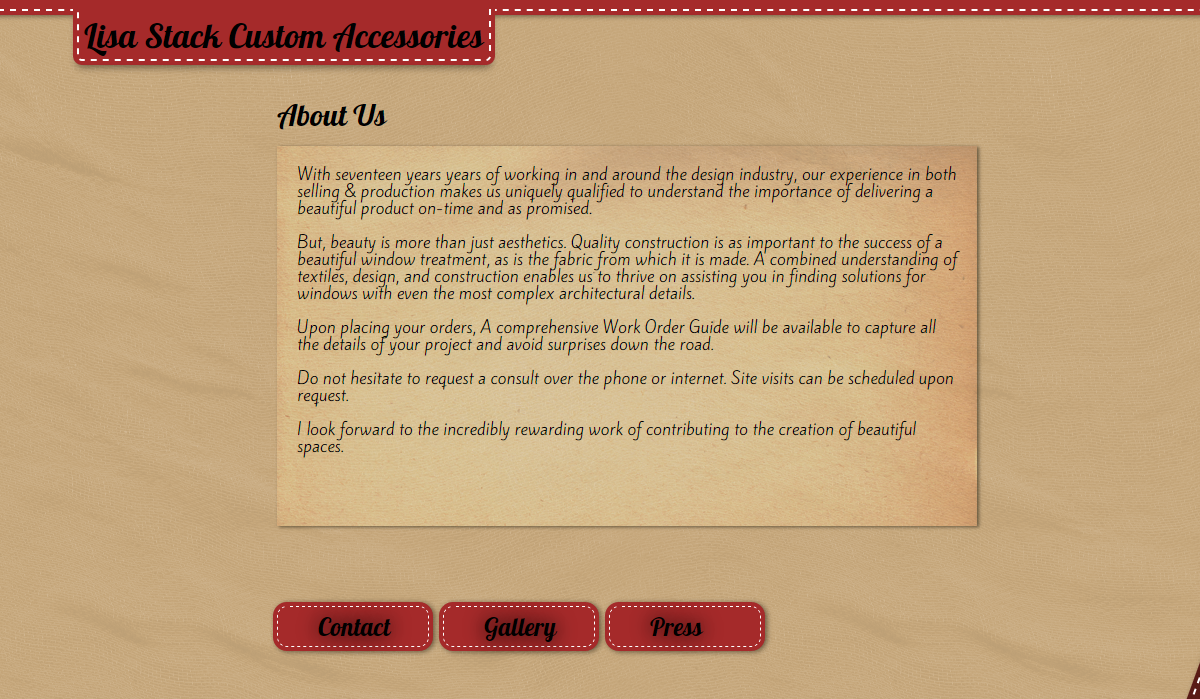 Lisa Stack Custom Accessories
About Us
With seventeen years years of working in and around the design industry, our experience in both
selling & production makes us uniquely qualified to understand the importance of delivering a
beautiful product on-time and as promised.
But, beauty is more than just aesthetics. Quality construction is as important to the success of a
beautiful window treatment, as is the fabric from which it is made. A combined understanding of
textiles, design, and construction enables us to thrive on assisting you in finding solutions for
windows with even the most complex architectural details.
Upon placing your orders, A comprehensive Work Order Guide will be available to capture all
the details of your project and avoid surprises down the road.
Do not hesitate to request a consult over the phone or internet. Site visits can be scheduled upon
request.
I look forward to the incredibly rewarding work of contributing to the creation of beautiful
spaces.
Contact Gallery Press